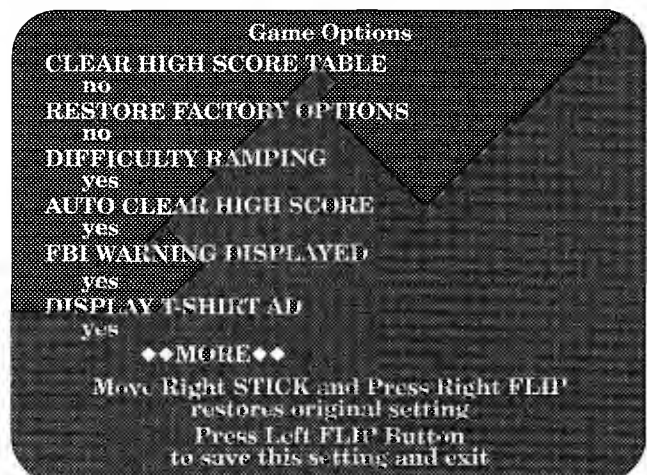 Game Options
CLEAR HIGH SCORE TABLE
no
RESTORE FACTORY OPTIONS
no
DIFFICULTY RAMPING
yes
AUTO CLEAR HIGH SCORE
yes
FBI WARNING DISPLAYED
yes
DISPLAY T-SHIRT AD
yes
◆◆MORE◆◆
Move Right STICK and Press Right FLIP
restores original setting
Press Left FLIP Button
to save this setting and exit